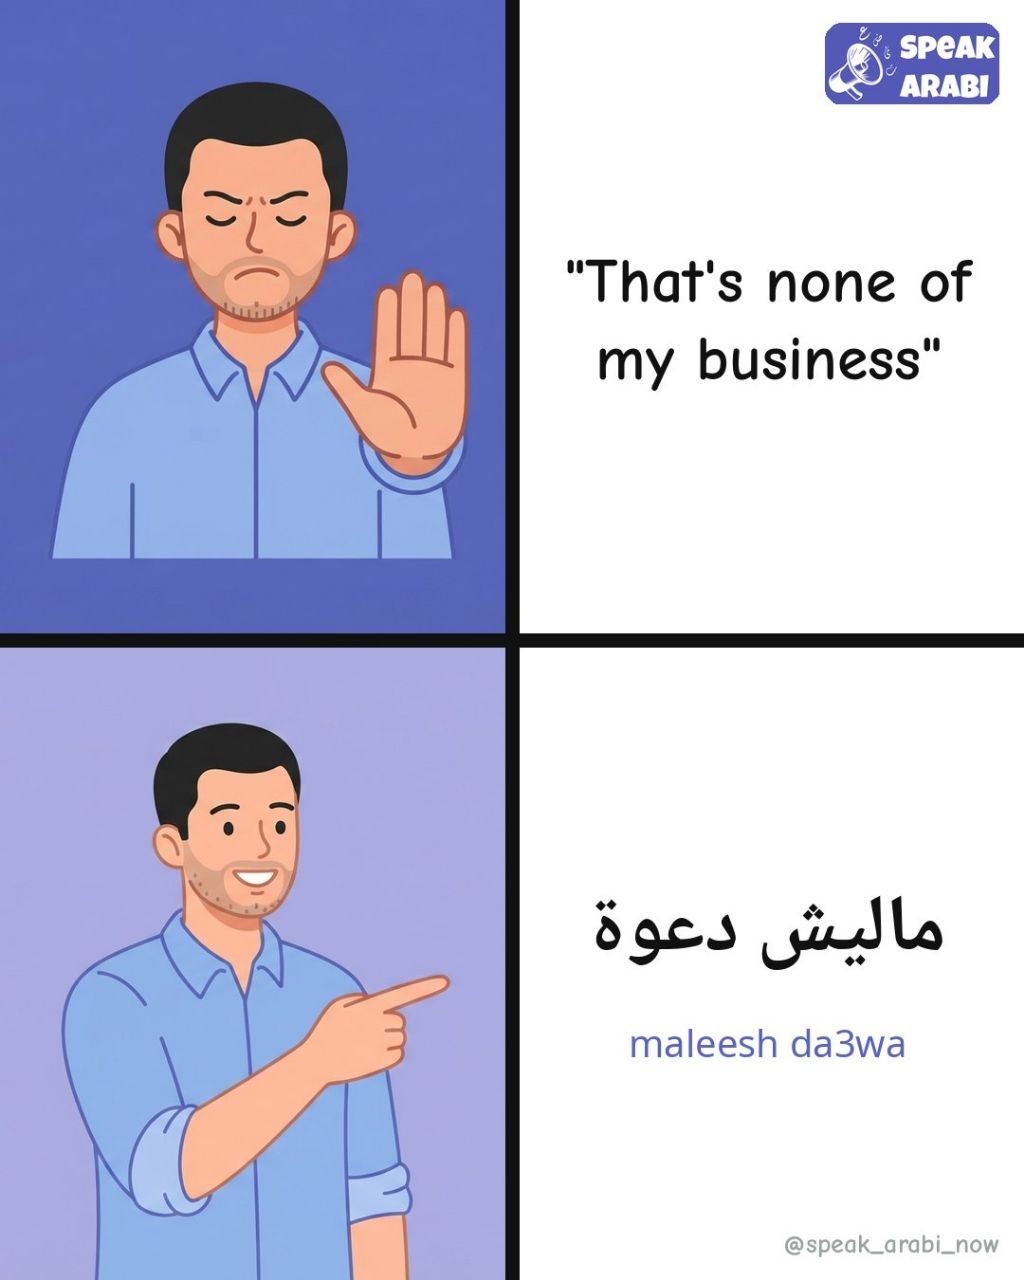 SPEAK
ARABI
"That's none of
my business"
ماليش دعوة
maleesh da3wa
@speak_arabi_now